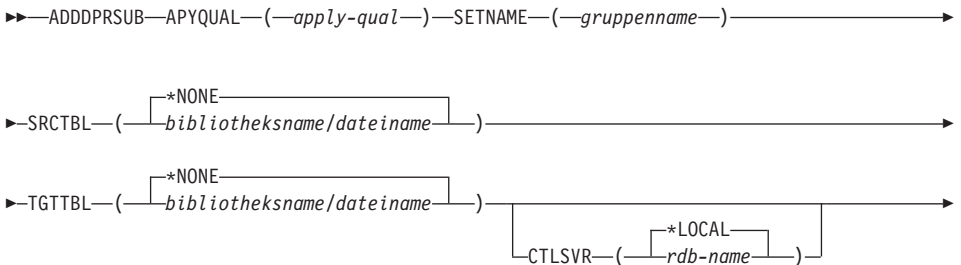 ADDDPRSUB APYQUAL ( apply-qual ) SETNAME ( gruppenname )
*NONE
SRCTBL ( bibliotheksname/dateiname )
*NONE
TGTTBL ( bibliotheksname/dateiname )
*LOCAL
CTLSVR ( rdb-name )